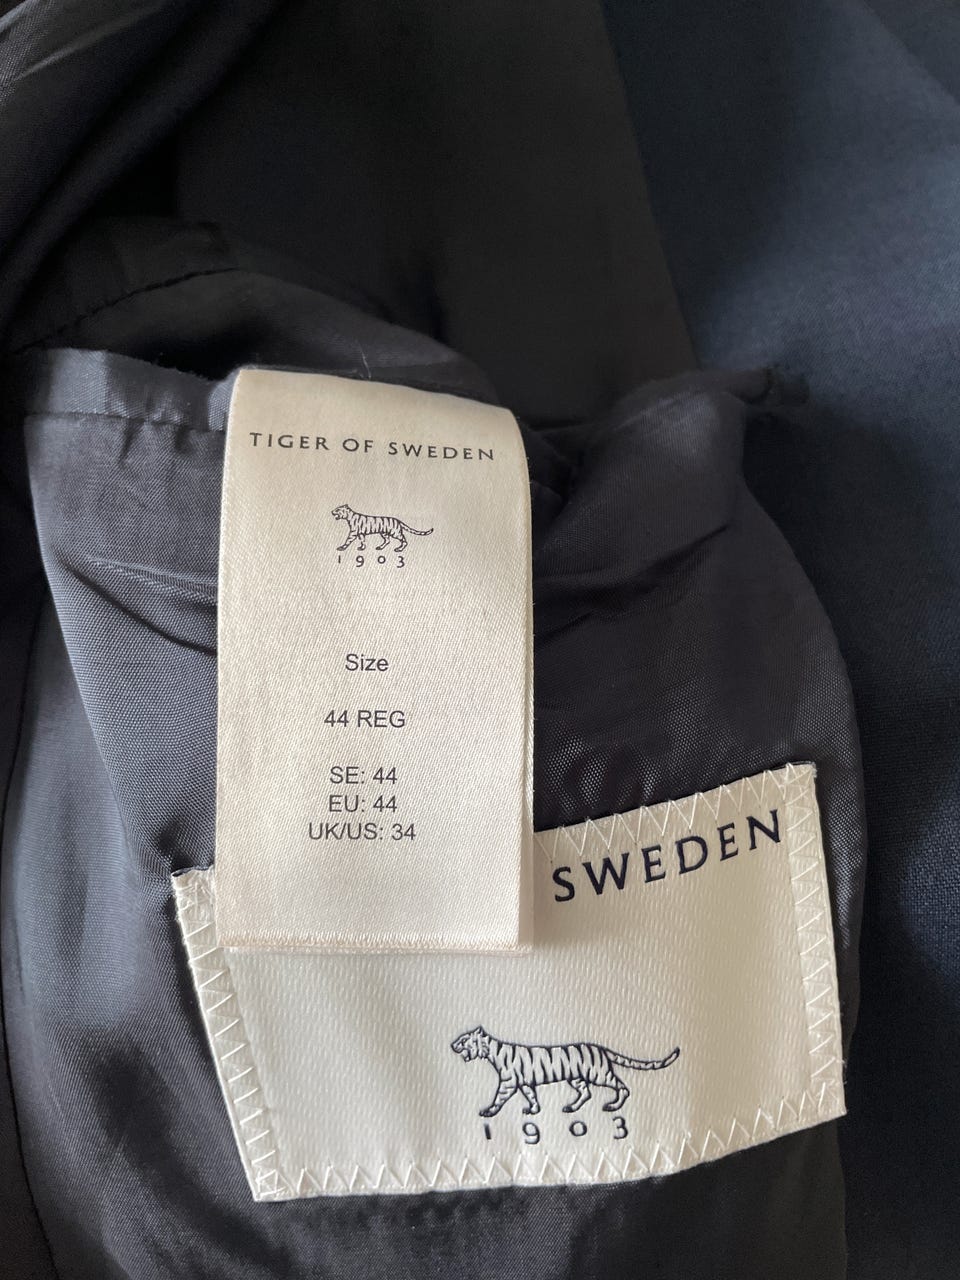 TIGER OF SWEDEN
1903
Size
44 REG
SE: 44
EU: 44
UK/US: 34
SWEDEN
1903